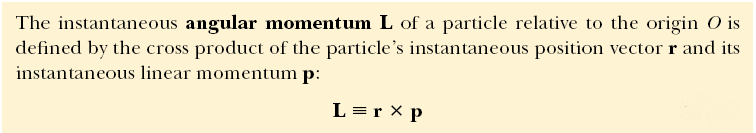 The instantaneous angular momentum L of a particle relative to the origin O is
defined by the cross product of the particle's instantaneous position vector r and its
instantaneous linear momentum p:
L ≡ r × p